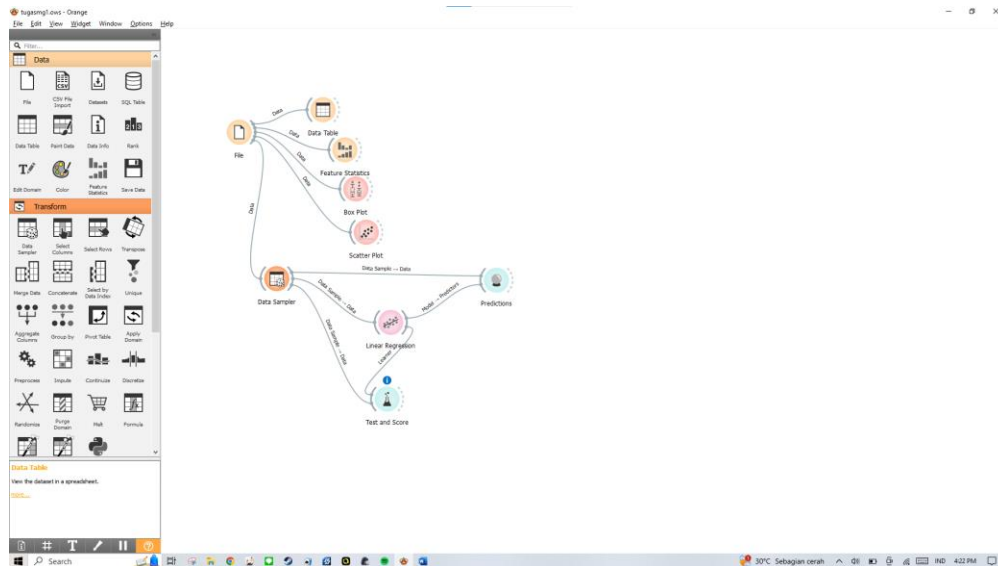 tugasmg1.ows - Orange
File Edit View Widget Window Options Help
Filter...
Data
File CSV File Import Datasets SQL Table
Data Table Paint Data Data Info Rank
Edit Domain Color Feature Statistics Save Data
Transform
Data Sampler Select Columns Select Rows Transpose
Merge Data Concatenate Select by Data Index Unique
Aggregate Columns Group by Pivot Table Apply Domain
Preprocess Impute Continuize Discretize
Randomize Purge Domain Melt Formula
Data Table
View the dataset in a spreadsheet.
more...
File
Data
Data Table
Data
Feature Statistics
Data
Box Plot
Data
Scatter Plot
Data
Data Sampler
Data Sample → Data
Predictions
Data Sample → Data
Model → Predictors
Linear Regression
Data Sample → Data
Learner
Test and Score
Search
30°C Sebagian cerah
IND
4:22 PM